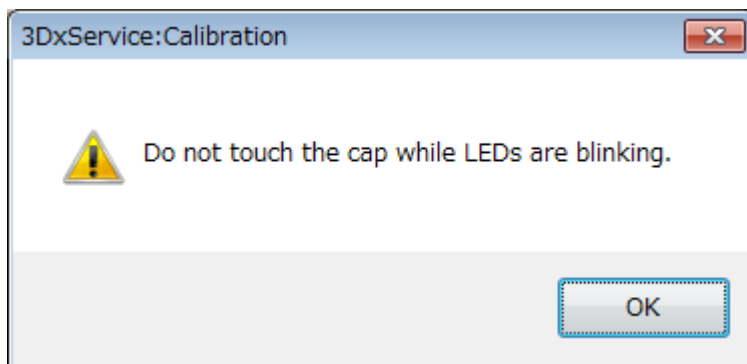 3DxService:Calibration
Do not touch the cap while LEDs are blinking.
OK